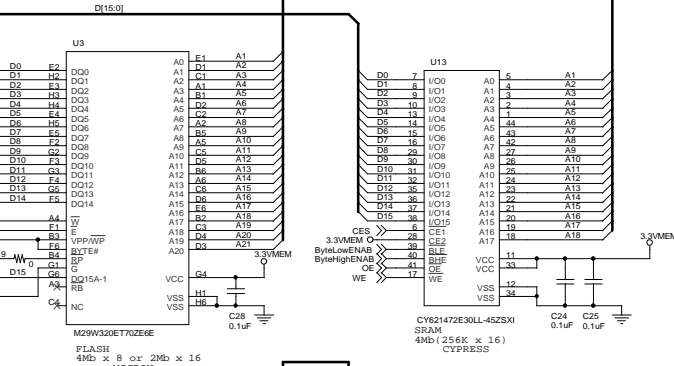 D[15:0]
U3
D0 E2 DQ0 A0 E1 A1
D1 H2 DQ1 A1 D1 A2
D2 E3 DQ2 A2 C1 A3
D3 H3 DQ3 A3 A1 A4
D4 H4 DQ4 A4 B1 A5
D5 E4 DQ5 A5 D2 A6
D6 H5 DQ6 A6 C2 A7
D7 E5 DQ7 A7 A2 A8
D8 F2 DQ8 A8 B5 A9
D9 G2 DQ9 A9 A5 A10
D10 F3 DQ10 A10 C5 A11
D11 G3 DQ11 A11 D5 A12
D12 F4 DQ12 A12 B6 A13
D13 G5 DQ13 A13 A6 A14
D14 F5 DQ14 A14 C6 A15
A15 D6 A16
A16 E6 A17
A4 W A17 B2 A18
F1 E A18 C3 A19
B3 VPP/WP A19 D4 A20
F6 BYTE# A20 D3 A21
9 0 B4 RP
G1 G
D15 G6 DQ15A-1 VCC G4
A3 RB
VSS H1
C4 NC VSS H6
3.3VMEM
C28
0.1uF
M29W320ET70ZE6E
FLASH
4Mb x 8 or 2Mb x 16
U13
D0 7 I/O0 A0 5 A1
D1 8 I/O1 A1 4 A2
D2 9 I/O2 A2 3 A3
D3 10 I/O3 A3 2 A4
D4 13 I/O4 A4 1 A5
D5 14 I/O5 A5 44 A6
D6 15 I/O6 A6 43 A7
D7 16 I/O7 A7 42 A8
D8 29 I/O8 A8 27 A9
D9 30 I/O9 A9 26 A10
D10 31 I/O10 A10 25 A11
D11 32 I/O11 A11 24 A12
D12 35 I/O12 A12 23 A13
D13 36 I/O13 A13 22 A14
D14 37 I/O14 A14 21 A15
D15 38 I/O15 A15 20 A16
CES 6 CE1 A16 19 A17
3.3VMEM 28 CE2 A17 18 A18
ByteLowENAB 39 BLE
ByteHighENAB 40 BHE VCC 11
OE 41 OE VCC 33
WE 17 WE
VSS 12
VSS 34
3.3VMEM
C24 C25
0.1uF 0.1uF
CY621472E30LL-45ZSXI
SRAM
4Mb(256K x 16)
CYPRESS